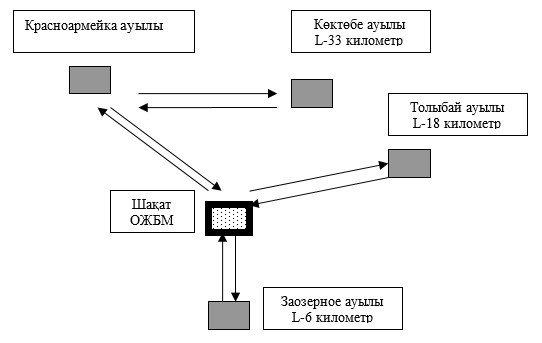 Красноармейка ауылы
Көктөбе ауылы
L-33 километр
Толыбай ауылы
L-18 километр
Шақат
ОЖБМ
Заозерное ауылы
L-6 километр